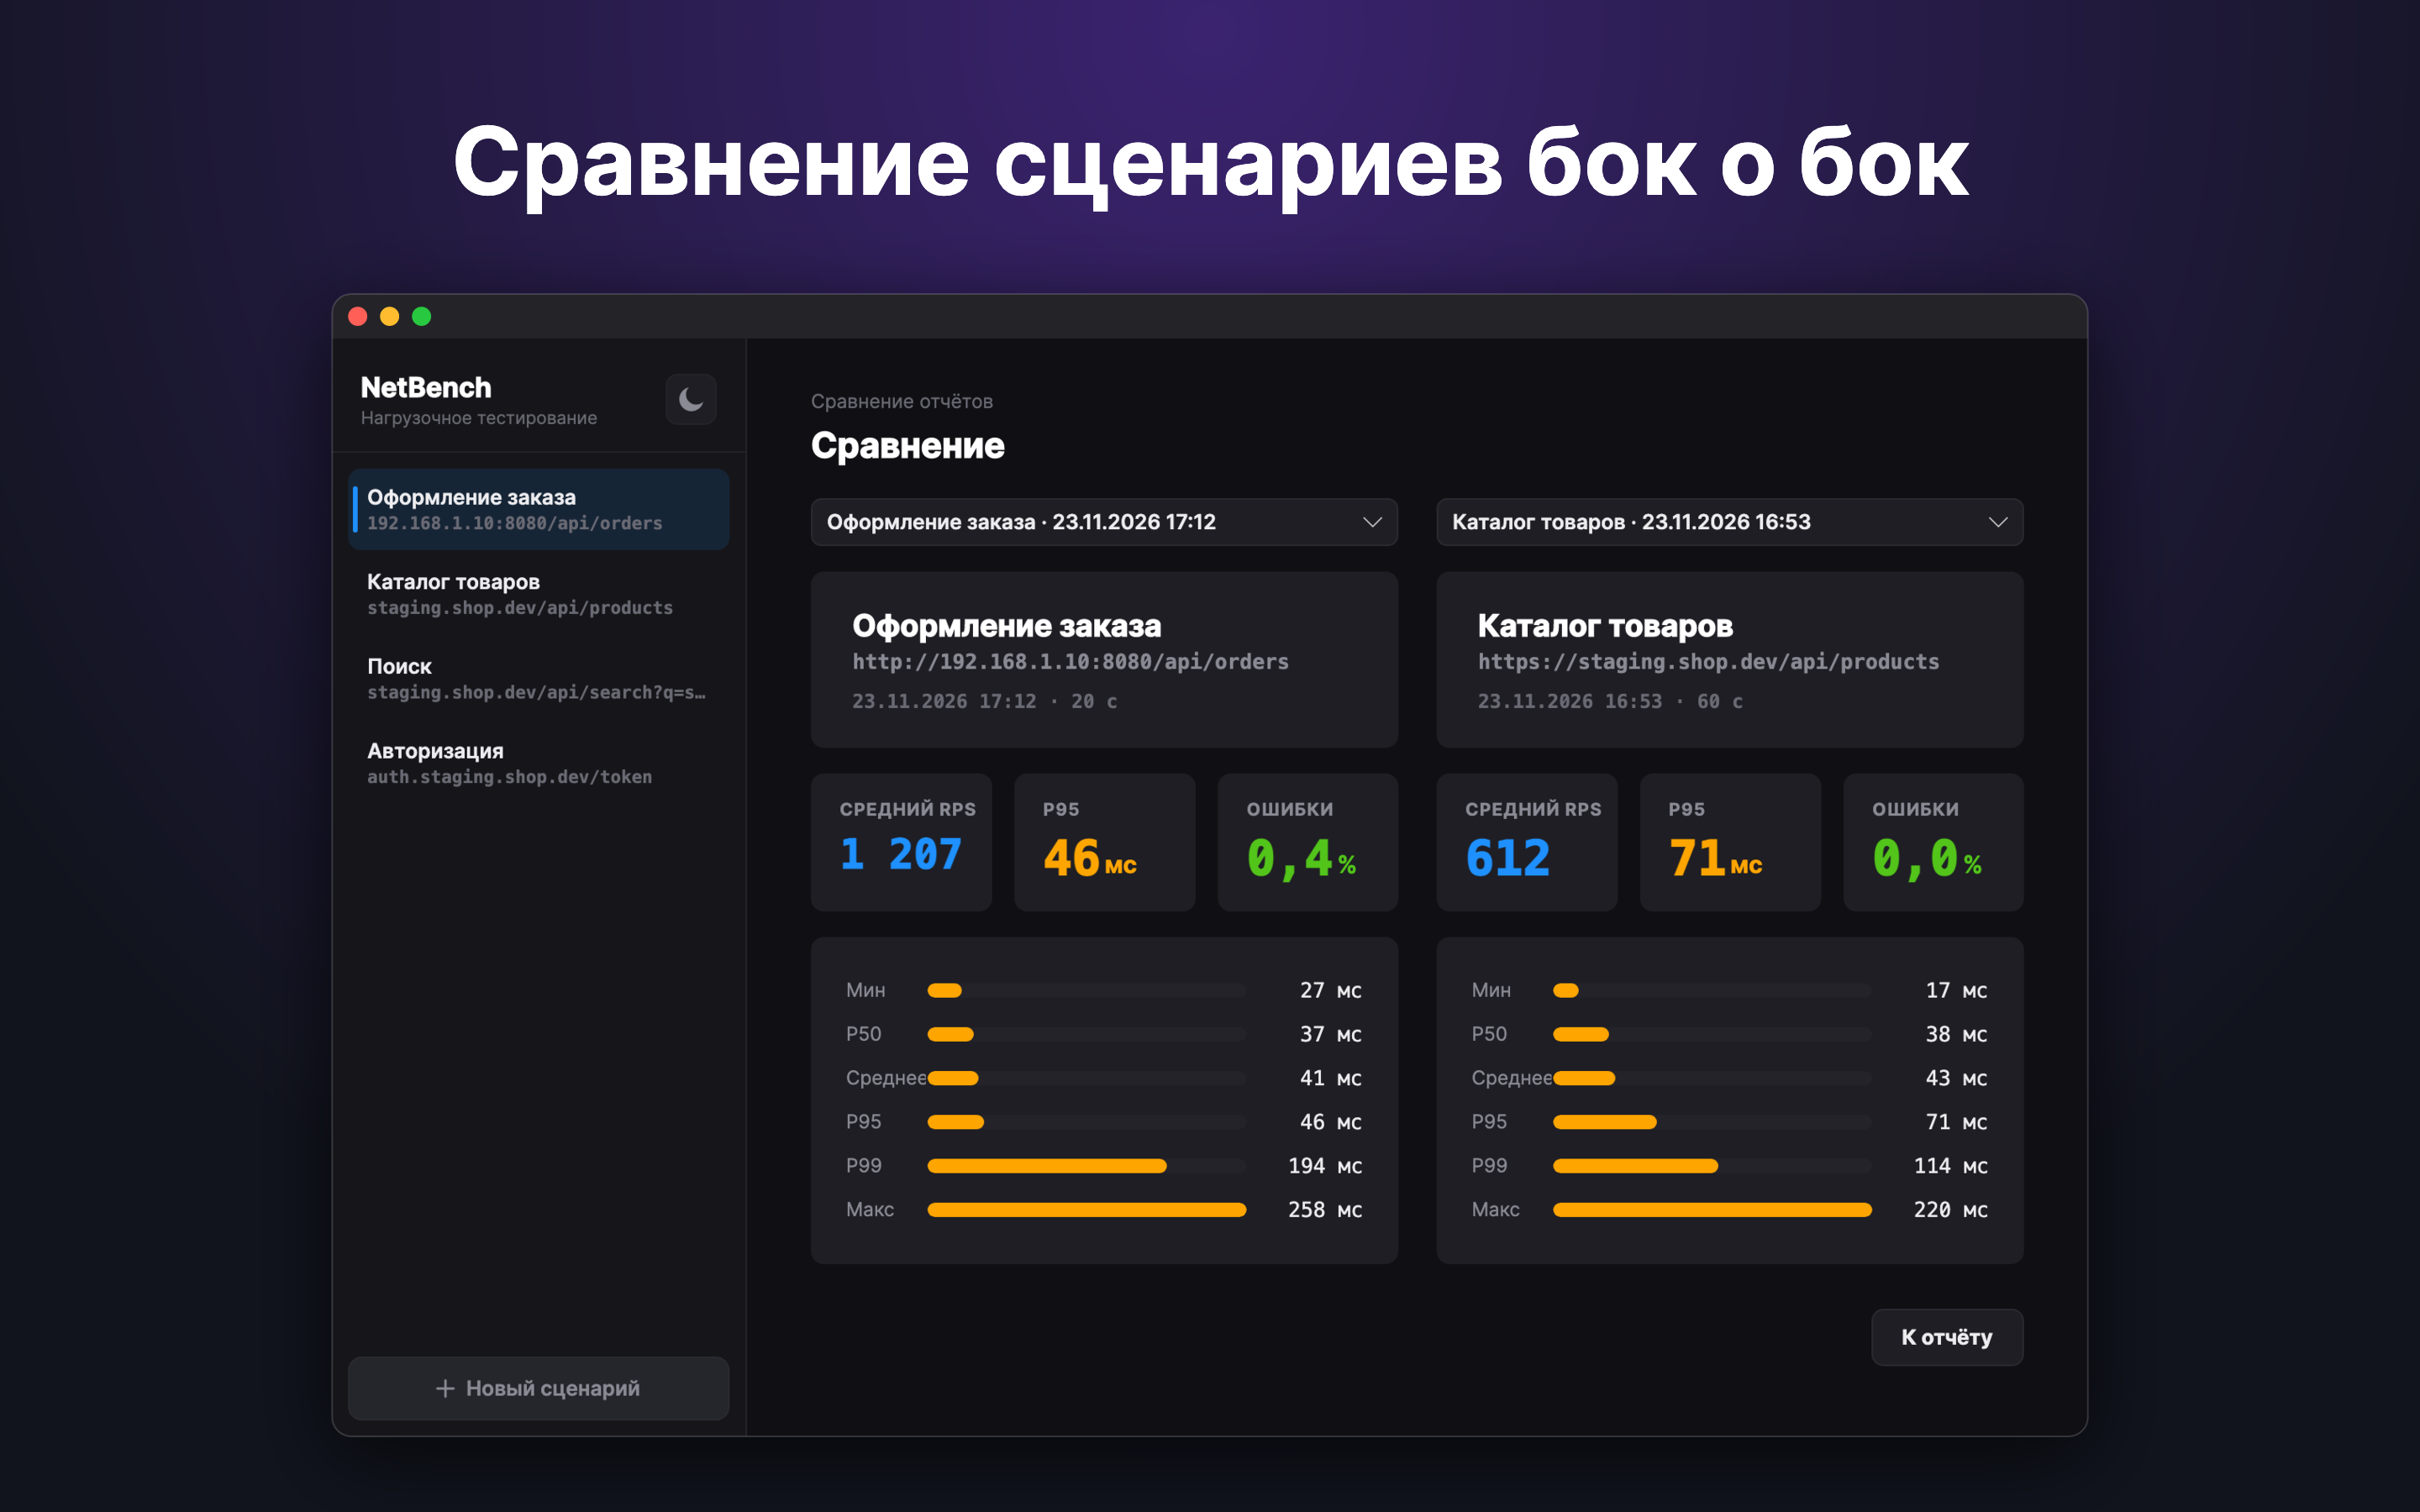 Сравнение сценариев бок о бок
NetBench
Нагрузочное тестирование
Оформление заказа
192.168.1.10:8080/api/orders
Каталог товаров
staging.shop.dev/api/products
Поиск
staging.shop.dev/api/search?q=s…
Авторизация
auth.staging.shop.dev/token
Новый сценарий
Сравнение отчётов
Сравнение
Оформление заказа · 23.11.2026 17:12
Каталог товаров · 23.11.2026 16:53
Оформление заказа
http://192.168.1.10:8080/api/orders
23.11.2026 17:12 · 20 с
Каталог товаров
https://staging.shop.dev/api/products
23.11.2026 16:53 · 60 с
СРЕДНИЙ RPS
1 207
P95
46 мс
ОШИБКИ
0,4 %
СРЕДНИЙ RPS
612
P95
71 мс
ОШИБКИ
0,0 %
Мин 27 мс
P50 37 мс
Среднее 41 мс
P95 46 мс
P99 194 мс
Макс 258 мс
Мин 17 мс
P50 38 мс
Среднее 43 мс
P95 71 мс
P99 114 мс
Макс 220 мс
К отчёту